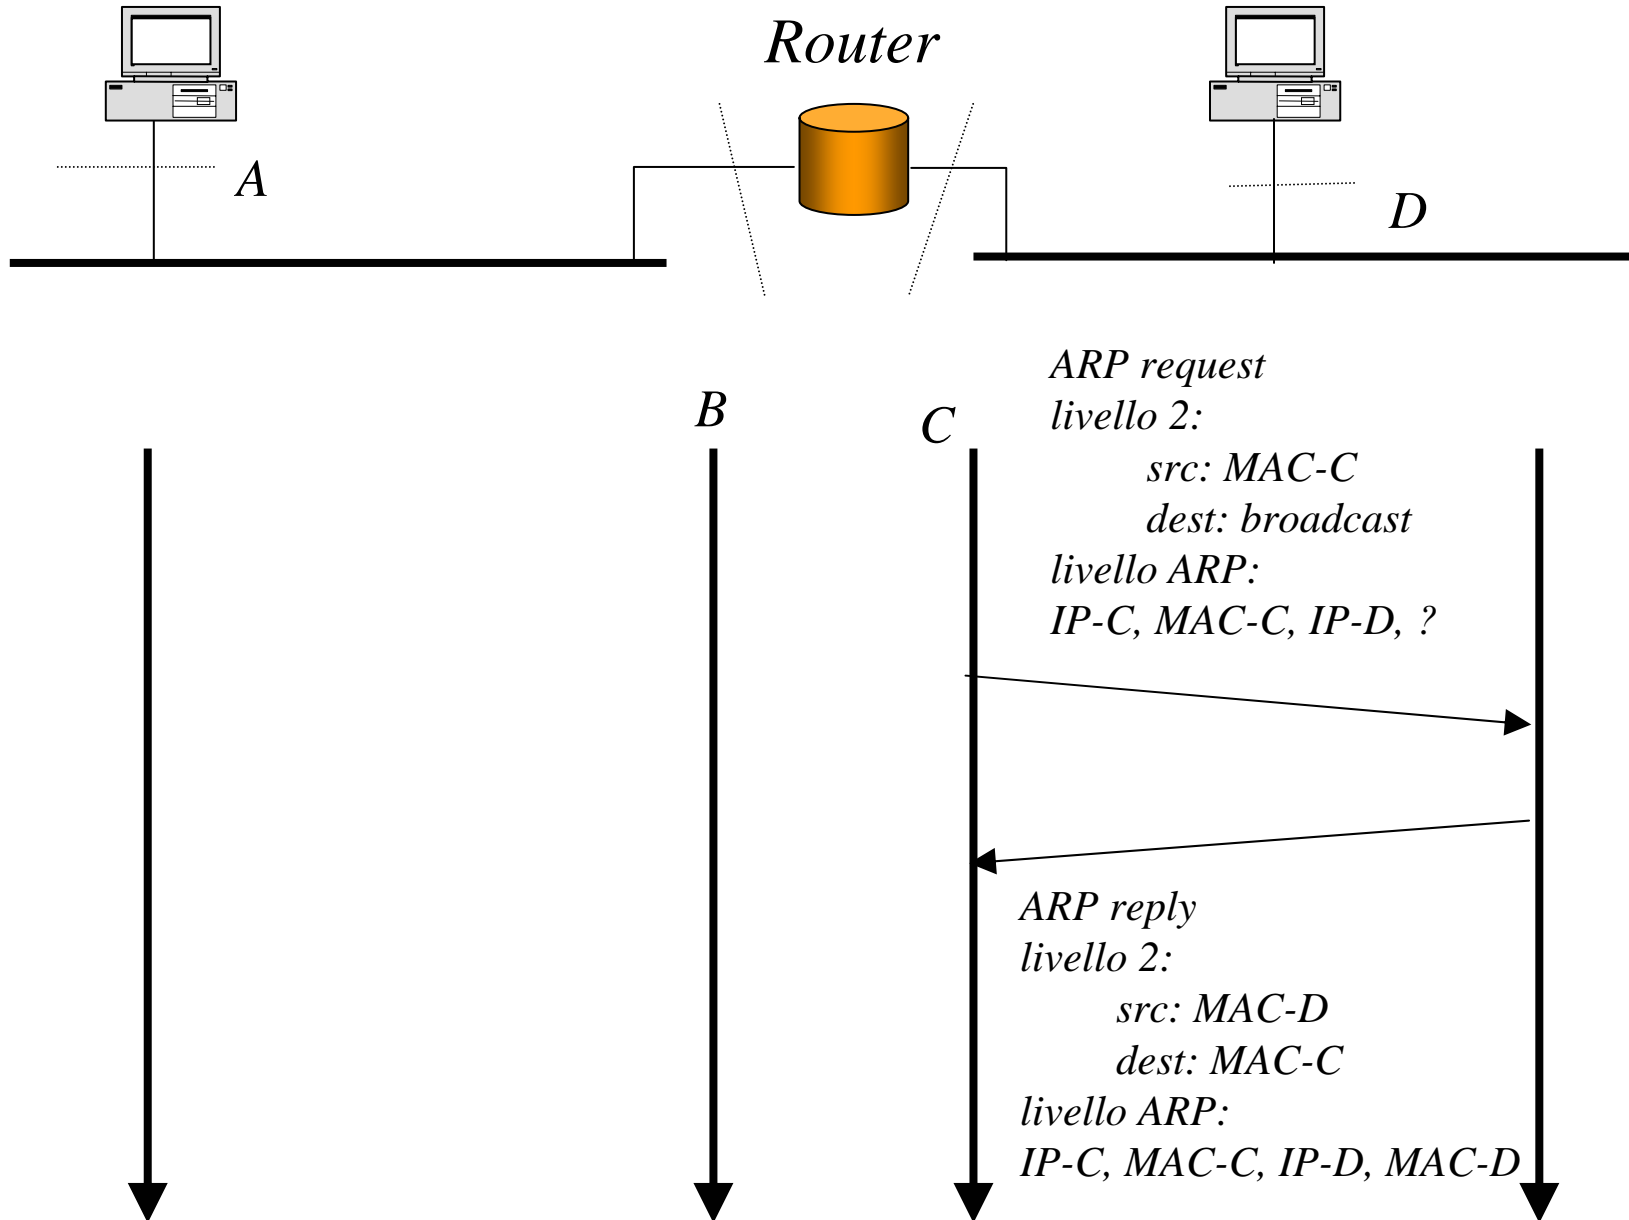 Router
A
D
B
C
ARP request
livello 2:
src: MAC-C
dest: broadcast
livello ARP:
IP-C, MAC-C, IP-D, ?
ARP reply
livello 2:
src: MAC-D
dest: MAC-C
livello ARP:
IP-C, MAC-C, IP-D, MAC-D